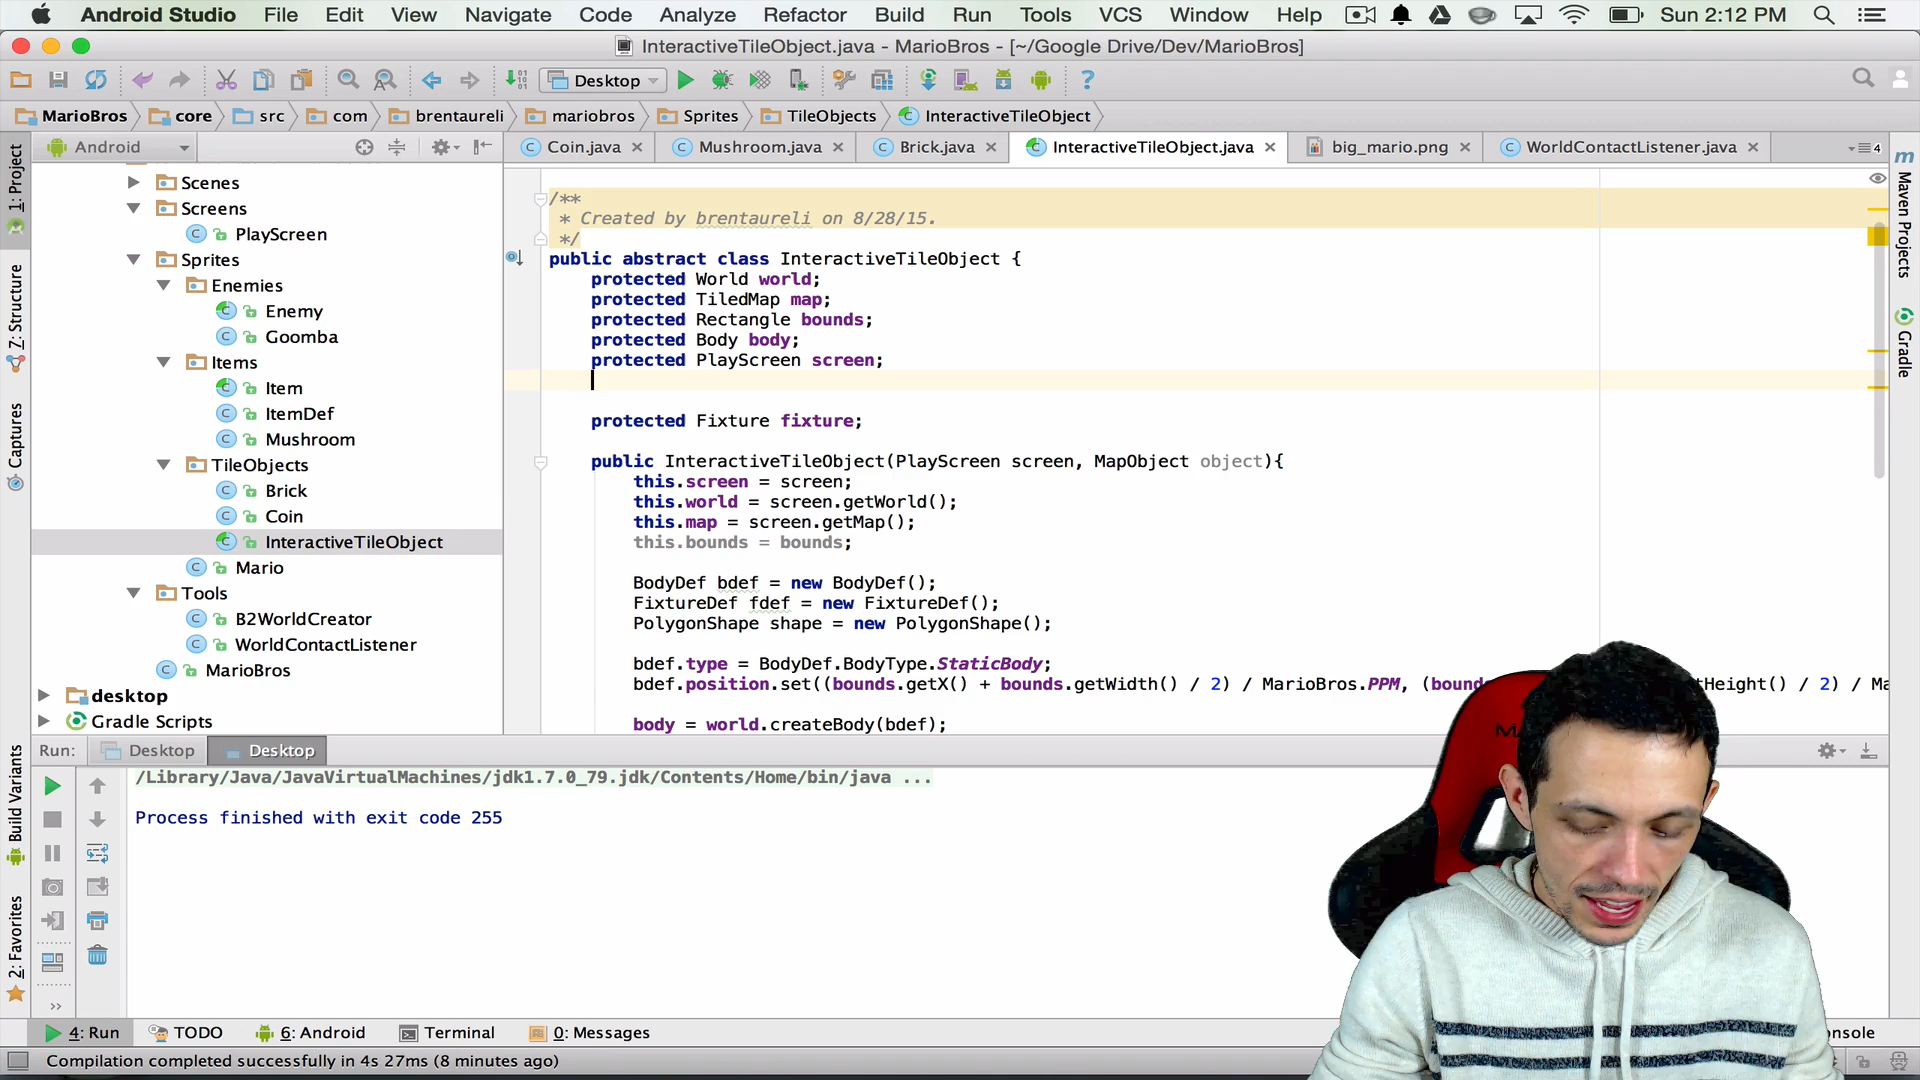 Android Studio File Edit View Navigate Code Analyze Refactor Build Run Tools VCS Window Help Sun 2:12 PM
InteractiveTileObject.java - MarioBros - [~/Google Drive/Dev/MarioBros]
Desktop
MarioBros core src com brentaureli mariobros Sprites TileObjects InteractiveTileObject
Android
Coin.java Mushroom.java Brick.java InteractiveTileObject.java big_mario.png WorldContactListener.java 4
1: Project
Z: Structure
Captures
Build Variants
2: Favorites
Scenes
Screens
PlayScreen
Sprites
Enemies
Enemy
Goomba
Items
Item
ItemDef
Mushroom
TileObjects
Brick
Coin
InteractiveTileObject
Mario
Tools
B2WorldCreator
WorldContactListener
MarioBros
desktop
Gradle Scripts
/**
* Created by brentaureli on 8/28/15.
*/
public abstract class InteractiveTileObject {
protected World world;
protected TiledMap map;
protected Rectangle bounds;
protected Body body;
protected PlayScreen screen;
protected Fixture fixture;
public InteractiveTileObject(PlayScreen screen, MapObject object){
this.screen = screen;
this.world = screen.getWorld();
this.map = screen.getMap();
this.bounds = bounds;
BodyDef bdef = new BodyDef();
FixtureDef fdef = new FixtureDef();
PolygonShape shape = new PolygonShape();
bdef.type = BodyDef.BodyType.StaticBody;
bdef.position.set((bounds.getX() + bounds.getWidth() / 2) / MarioBros.PPM, (bound etHeight() / 2) / Ma
body = world.createBody(bdef);
m
Maven Projects
Gradle
Run: Desktop Desktop
/Library/Java/JavaVirtualMachines/jdk1.7.0_79.jdk/Contents/Home/bin/java ...
Process finished with exit code 255
4: Run TODO 6: Android Terminal 0: Messages onsole
Compilation completed successfully in 4s 27ms (8 minutes ago)